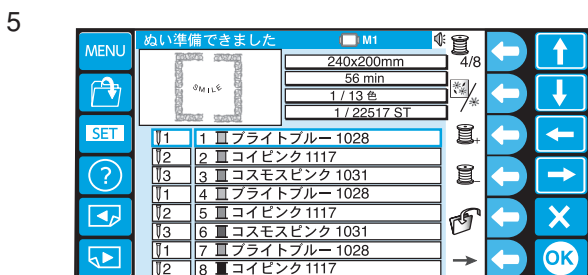 5
MENU
ぬい準備できました
M1
4/8
240x200mm
56 min
1 / 13 色
1 / 22517 ST
SMILE
SET
?
1 1 ブライトブルー 1028
2 2 コイピンク 1117
3 3 コスモスピンク 1031
1 4 ブライトブルー 1028
2 5 コイピンク 1117
3 6 コスモスピンク 1031
1 7 ブライトブルー 1028
2 8 コイピンク 1117
X
OK